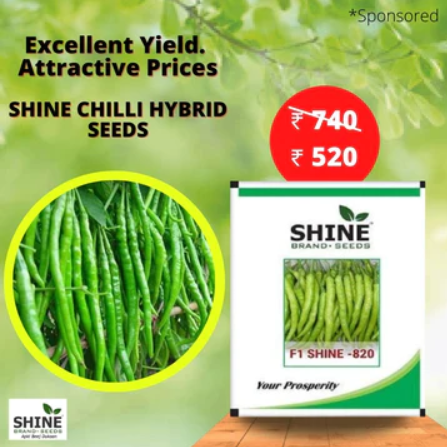 *Sponsored
Excellent Yield.
Attractive Prices
SHINE CHILLI HYBRID
SEEDS
₹ 740
₹ 520
SHINE
BRAND • SEEDS
F1 SHINE -820
Your Prosperity
SHINE
BRAND • SEEDS